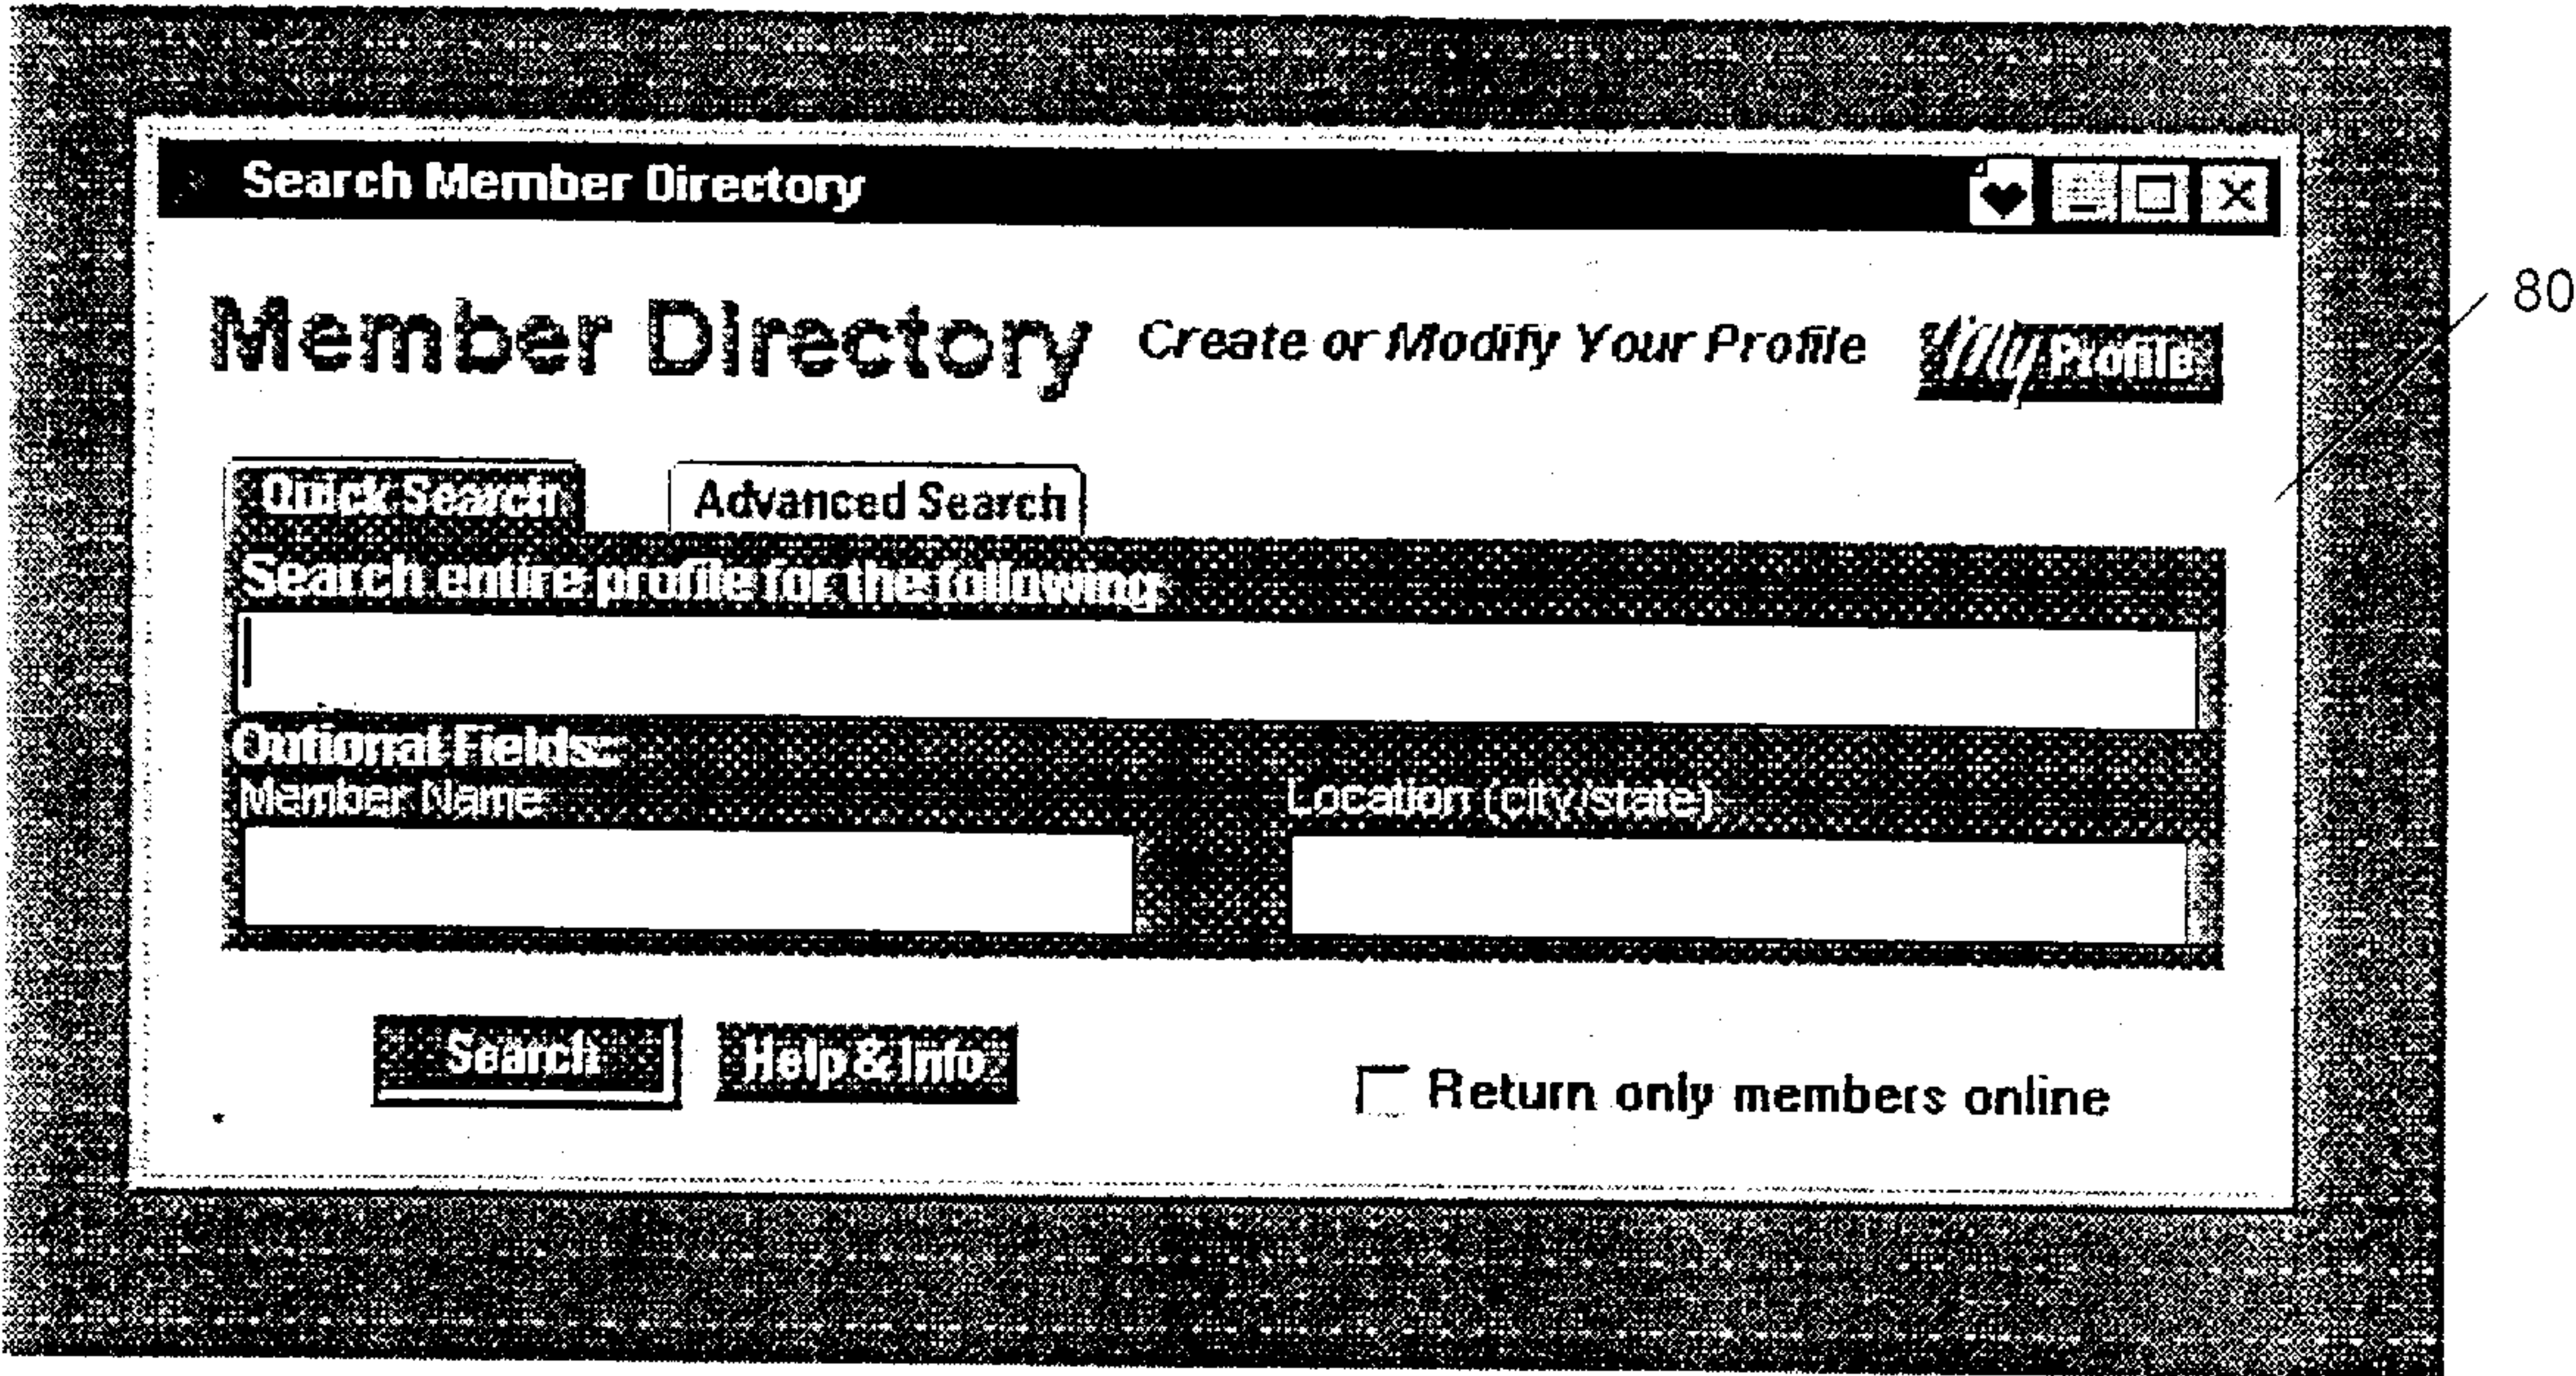 Search Member Directory
80
Member Directory Create or Modify Your Profile My Profile
Quick Search Advanced Search
Search entire profile for the following
Optional Fields:
Member Name Location (city/state)
Search Help & Info Return only members online